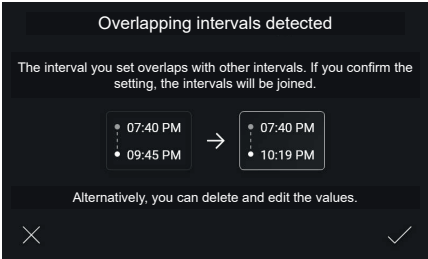 Overlapping intervals detected
The interval you set overlaps with other intervals. If you confirm the
setting, the intervals will be joined.
07:40 PM
09:45 PM
07:40 PM
10:19 PM
Alternatively, you can delete and edit the values.